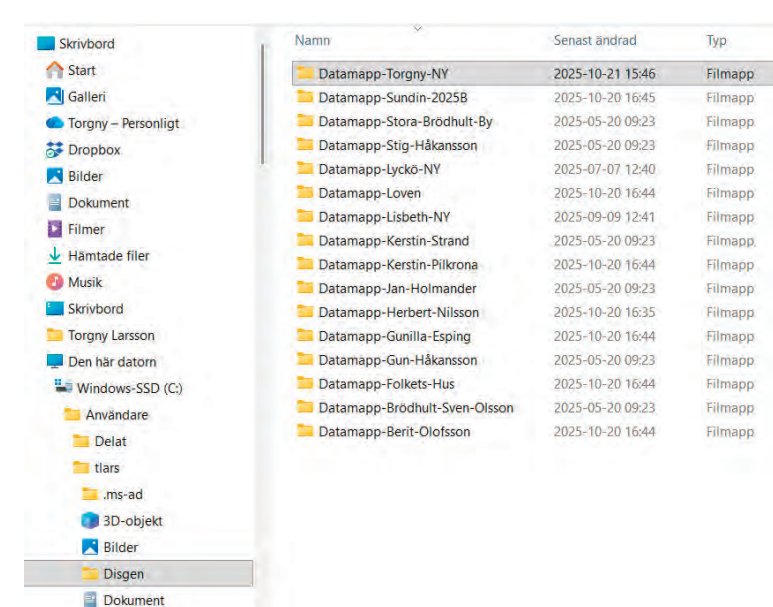 Skrivbord
Start
Galleri
Torgny – Personligt
Dropbox
Bilder
Dokument
Filmer
Hämtade filer
Musik
Skrivbord
Torgny Larsson
Den här datorn
Windows-SSD (C:)
Användare
Delat
tlars
.ms-ad
3D-objekt
Bilder
Disgen
Dokument
Namn Senast ändrad Typ
Datamapp-Torgny-NY 2025-10-21 15:46 Filmapp
Datamapp-Sundin-2025B 2025-10-20 16:45 Filmapp
Datamapp-Stora-Brödhult-By 2025-05-20 09:23 Filmapp
Datamapp-Stig-Håkansson 2025-05-20 09:23 Filmapp
Datamapp-Lyckö-NY 2025-07-07 12:40 Filmapp
Datamapp-Loven 2025-10-20 16:44 Filmapp
Datamapp-Lisbeth-NY 2025-09-09 12:41 Filmapp
Datamapp-Kerstin-Strand 2025-05-20 09:23 Filmapp
Datamapp-Kerstin-Pilkrona 2025-10-20 16:44 Filmapp
Datamapp-Jan-Holmander 2025-05-20 09:23 Filmapp
Datamapp-Herbert-Nilsson 2025-10-20 16:35 Filmapp
Datamapp-Gunilla-Esping 2025-10-20 16:44 Filmapp
Datamapp-Gun-Håkansson 2025-05-20 09:23 Filmapp
Datamapp-Folkets-Hus 2025-10-20 16:44 Filmapp
Datamapp-Brödhult-Sven-Olsson 2025-05-20 09:23 Filmapp
Datamapp-Berit-Olofsson 2025-10-20 16:44 Filmapp